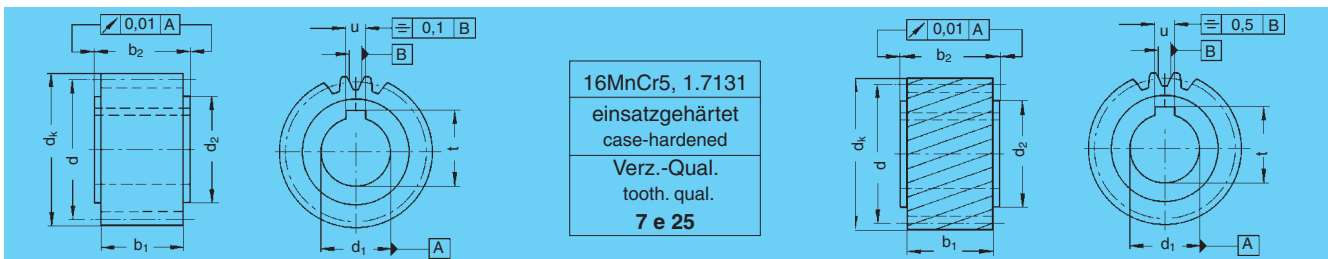 0,01 A
b₂
dₖ
d
d₂
b₁
u
0,1 B
B
t
d₁
A
16MnCr5, 1.7131
einsatzgehärtet
case-hardened
Verz.-Qual.
tooth. qual.
7 e 25
0,01 A
b₂
dₖ
d
d₂
b₁
u
0,5 B
B
t
d₁
A